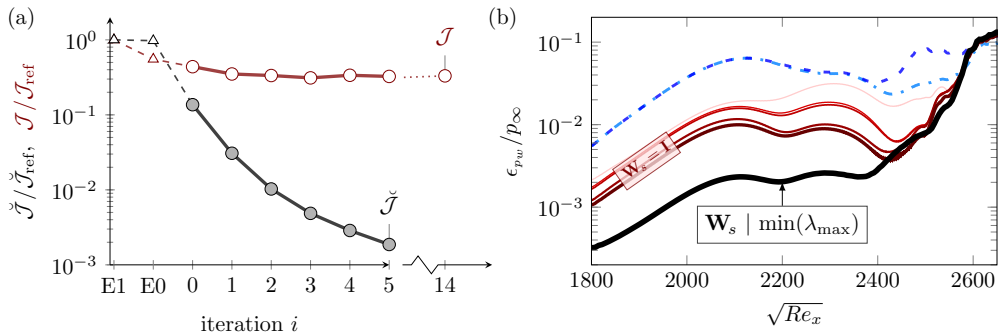 (a)
10⁰
10⁻¹
10⁻²
10⁻³
𝒥̆/𝒥̆_ref, 𝒥/𝒥_ref
𝒥
𝒥̆
E1 E0 0 1 2 3 4 5 14
iteration i
(b)
10⁻¹
10⁻²
10⁻³
ϵ_{p_w}/p_∞
W_s = I
W_s | min(λ_max)
1800 2000 2200 2400 2600
√Re_x